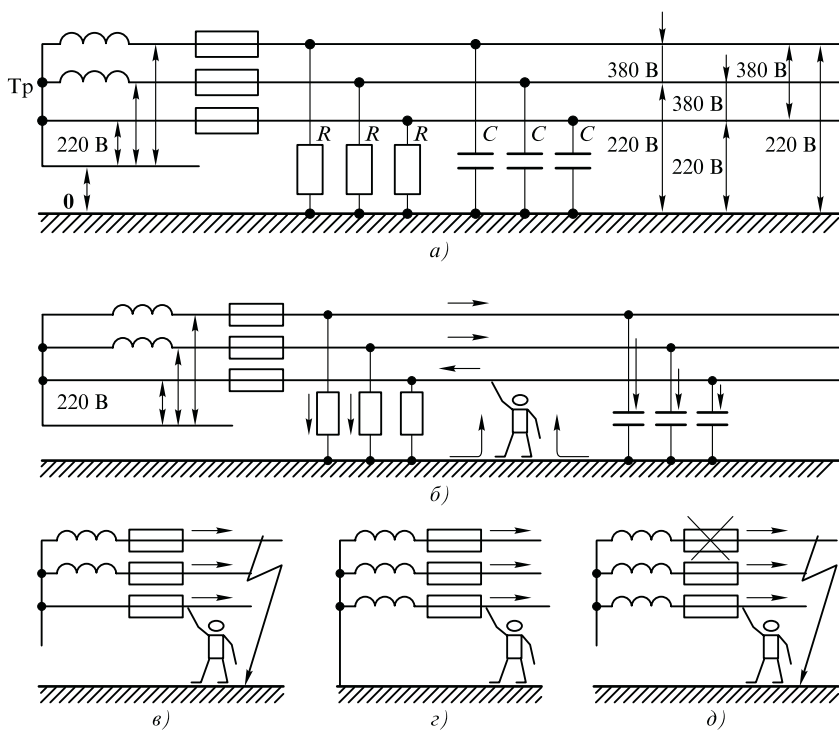 Тр
220 В
0
R R R C C C
380 В 380 В
380 В
220 В 220 В
220 В
а)
220 В
б)
в) г) д)